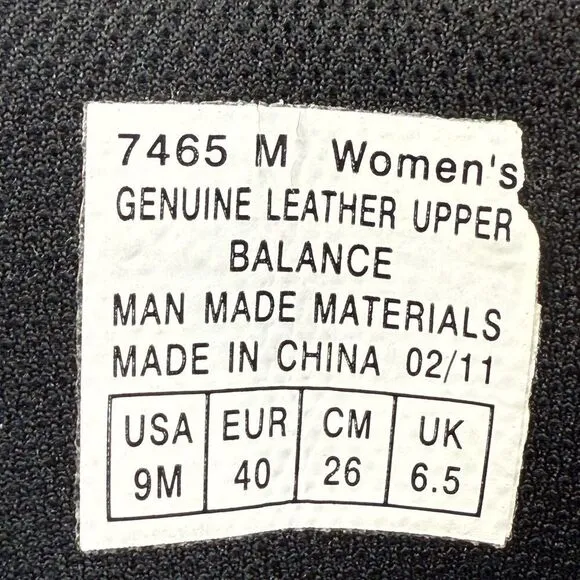 7465 M Women's
GENUINE LEATHER UPPER
BALANCE
MAN MADE MATERIALS
MADE IN CHINA 02/11
USA EUR CM UK
9M 40 26 6.5